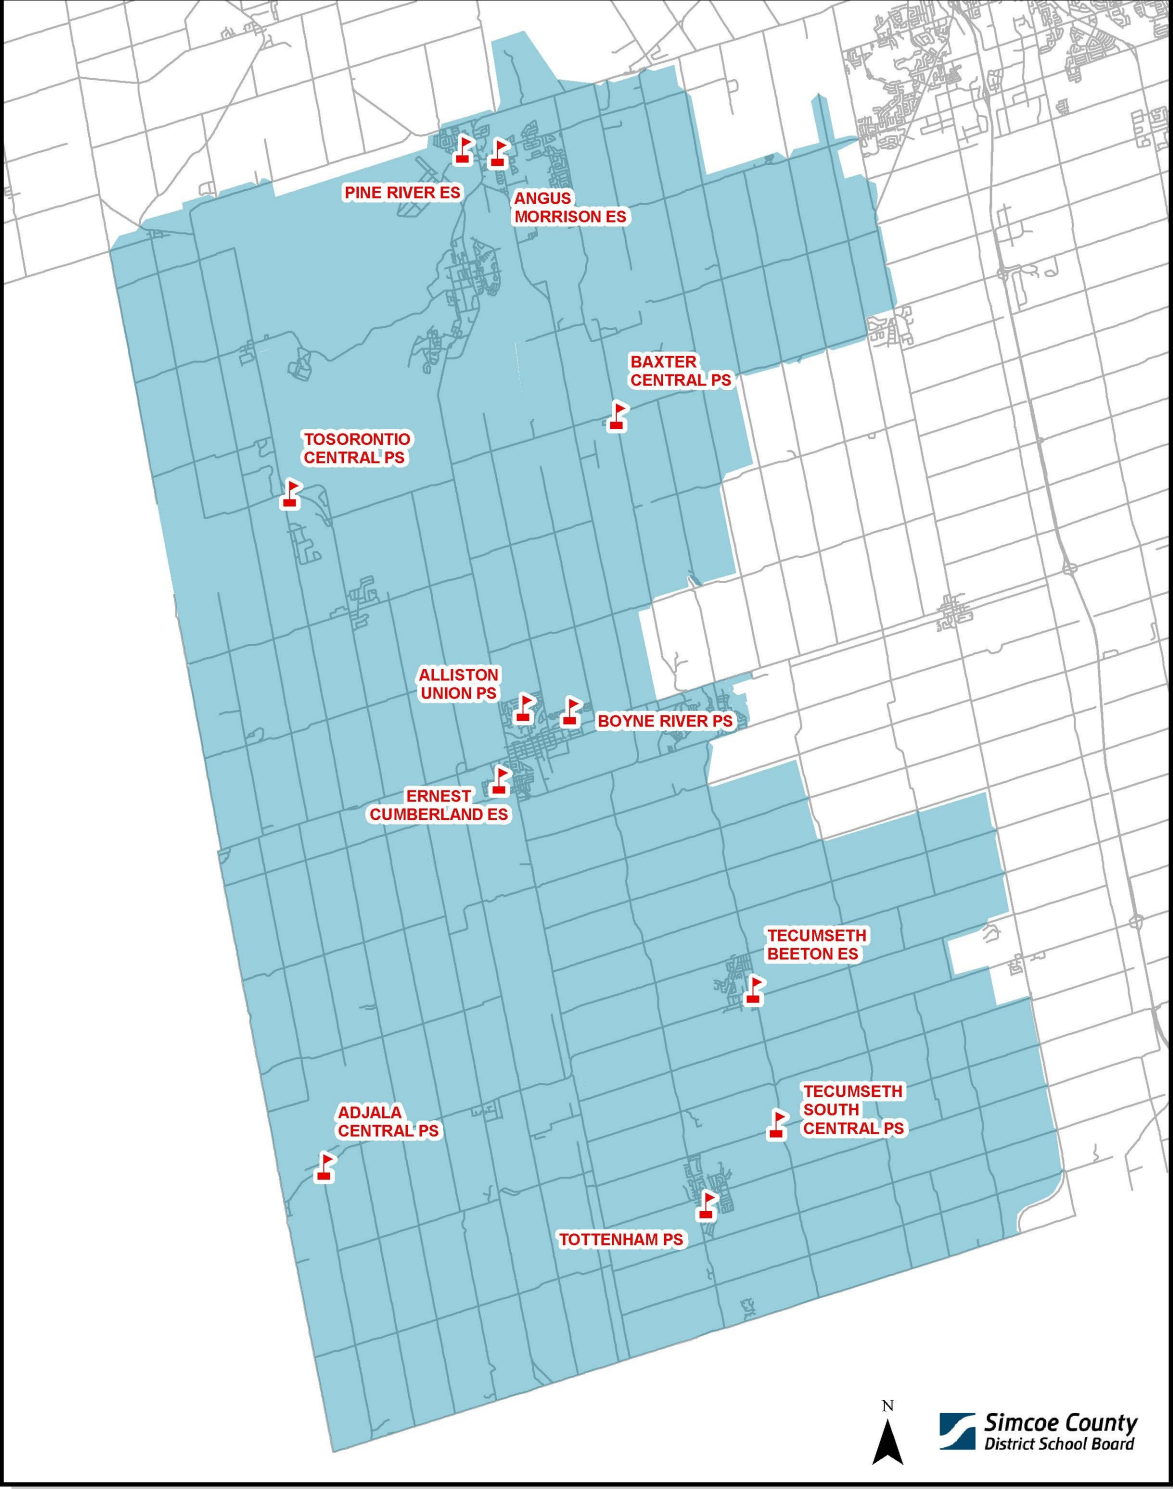 PINE RIVER ES
ANGUS
MORRISON ES
BAXTER
CENTRAL PS
TOSORONTIO
CENTRAL PS
ALLISTON
UNION PS
BOYNE RIVER PS
ERNEST
CUMBERLAND ES
TECUMSETH
BEETON ES
TECUMSETH
SOUTH
CENTRAL PS
ADJALA
CENTRAL PS
TOTTENHAM PS
N
Simcoe County
District School Board